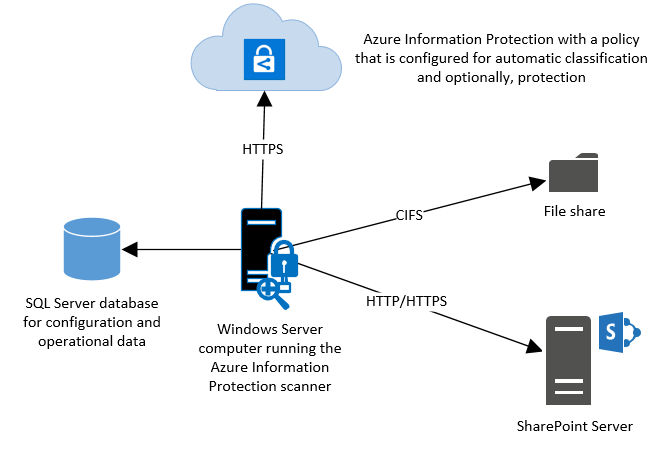 Azure Information Protection with a policy
that is configured for automatic classification
and optionally, protection
HTTPS
CIFS
File share
HTTP/HTTPS
SQL Server database
for configuration and
operational data
Windows Server
computer running the
Azure Information
Protection scanner
S
SharePoint Server